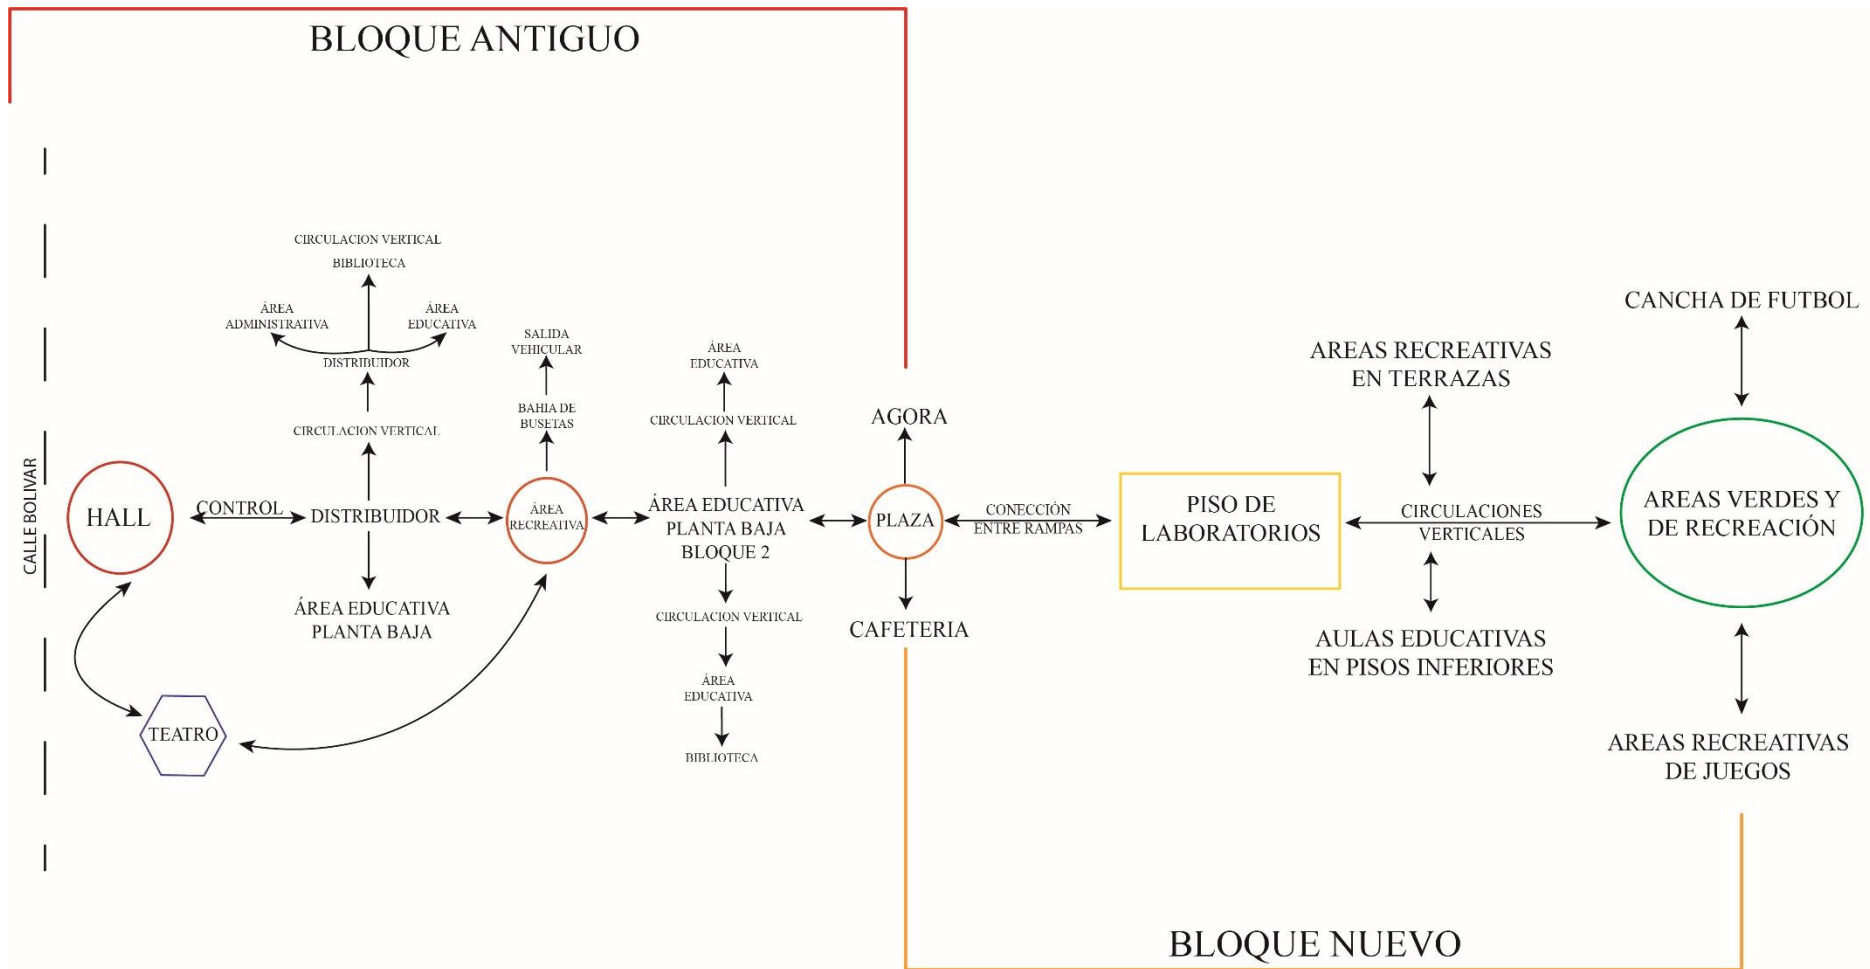 BLOQUE ANTIGUO
CIRCULACION VERTICAL
BIBLIOTECA
ÁREA
ADMINISTRATIVA
ÁREA
EDUCATIVA
DISTRIBUIDOR
CIRCULACION VERTICAL
SALIDA
VEHICULAR
BAHIA DE
BUSETAS
ÁREA
EDUCATIVA
CIRCULACION VERTICAL
CALLE BOLIVAR
HALL
CONTROL
DISTRIBUIDOR
ÁREA
RECREATIVA
ÁREA EDUCATIVA
PLANTA BAJA
BLOQUE 2
ÁREA EDUCATIVA
PLANTA BAJA
TEATRO
CIRCULACION VERTICAL
ÁREA
EDUCATIVA
BIBLIOTECA
AGORA
PLAZA
CAFETERIA
CONECCIÓN
ENTRE RAMPAS
PISO DE
LABORATORIOS
AREAS RECREATIVAS
EN TERRAZAS
CIRCULACIONES
VERTICALES
AULAS EDUCATIVAS
EN PISOS INFERIORES
CANCHA DE FUTBOL
AREAS VERDES Y
DE RECREACIÓN
AREAS RECREATIVAS
DE JUEGOS
BLOQUE NUEVO